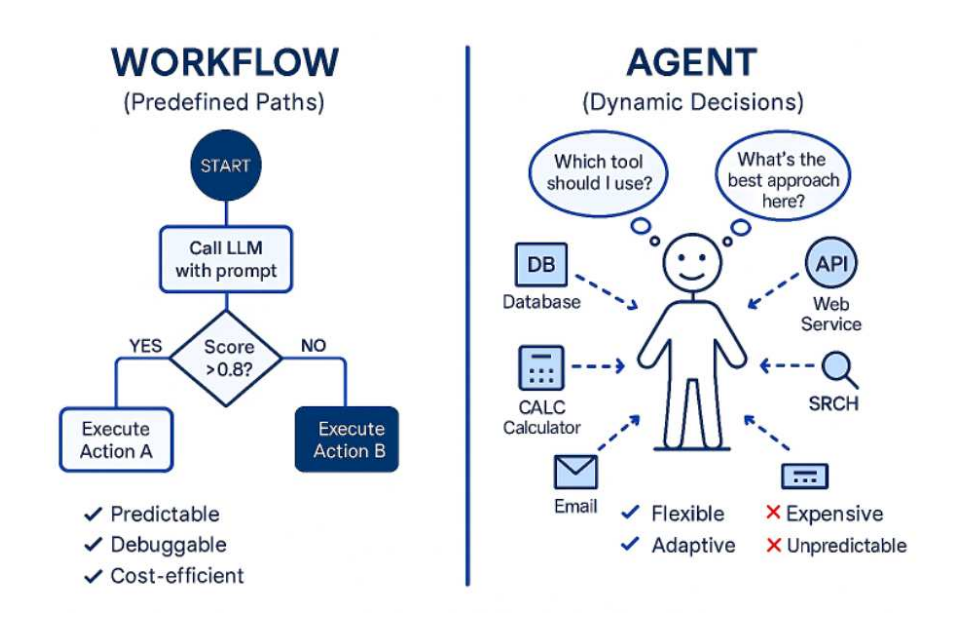 WORKFLOW
(Predefined Paths)
START
Call LLM
with prompt
YES
Score
>0.8?
NO
Execute
Action A
Execute
Action B
✓ Predictable
✓ Debuggable
✓ Cost-efficient
AGENT
(Dynamic Decisions)
Which tool
should I use?
What's the
best approach
here?
DB
Database
API
Web
Service
CALC
Calculator
SRCH
Email
✓ Flexible
✓ Adaptive
✕ Expensive
✕ Unpredictable